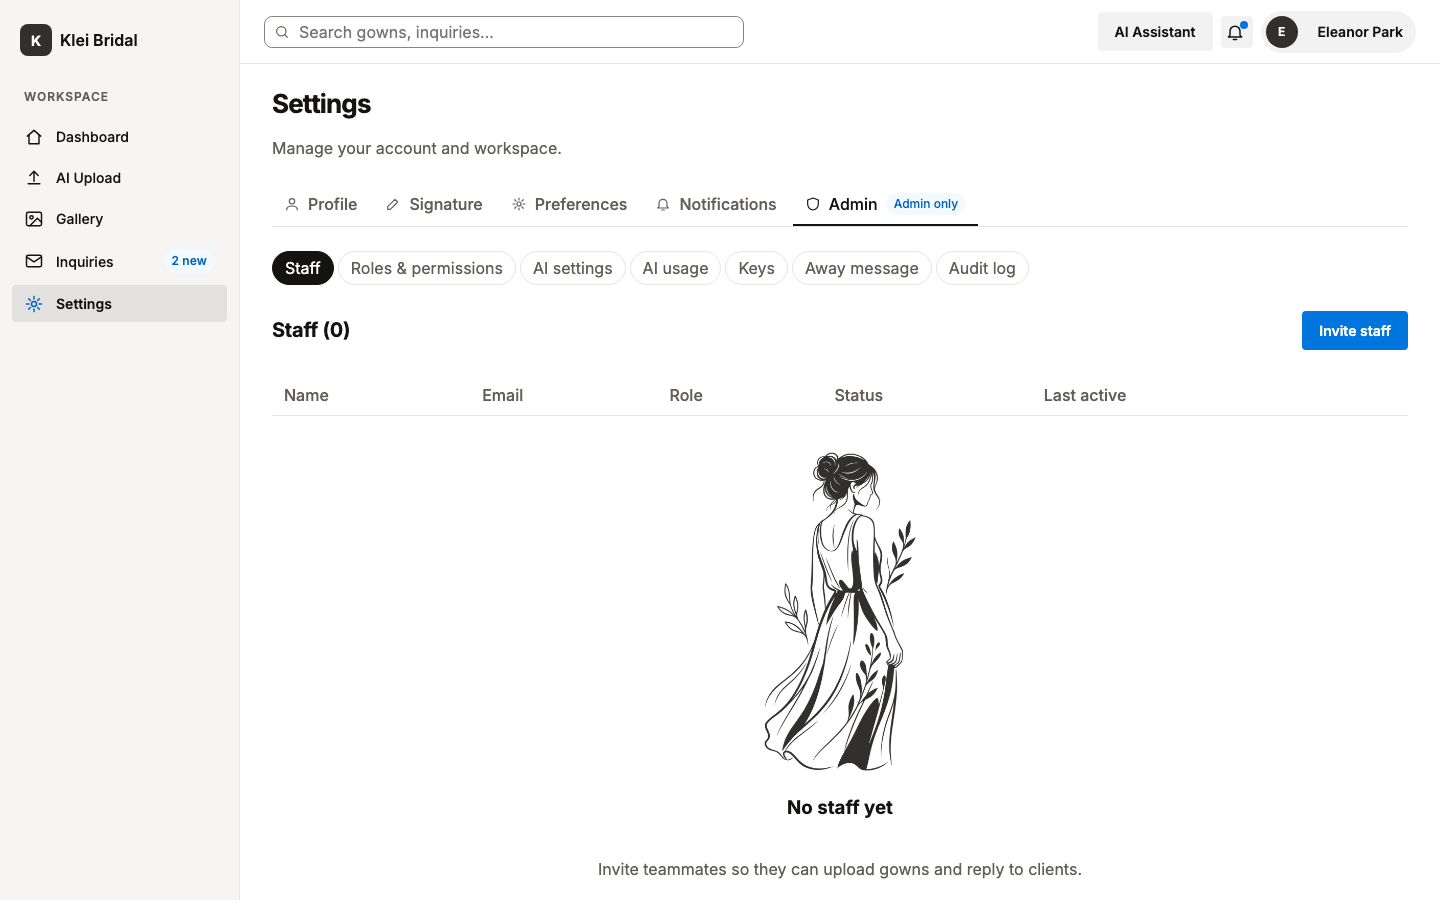 K Klei Bridal
Search gowns, inquiries...
AI Assistant
E Eleanor Park
WORKSPACE
Dashboard
AI Upload
Gallery
Inquiries 2 new
Settings
Settings
Manage your account and workspace.
Profile Signature Preferences Notifications Admin Admin only
Staff Roles & permissions AI settings AI usage Keys Away message Audit log
Staff (0) Invite staff
Name Email Role Status Last active
No staff yet
Invite teammates so they can upload gowns and reply to clients.